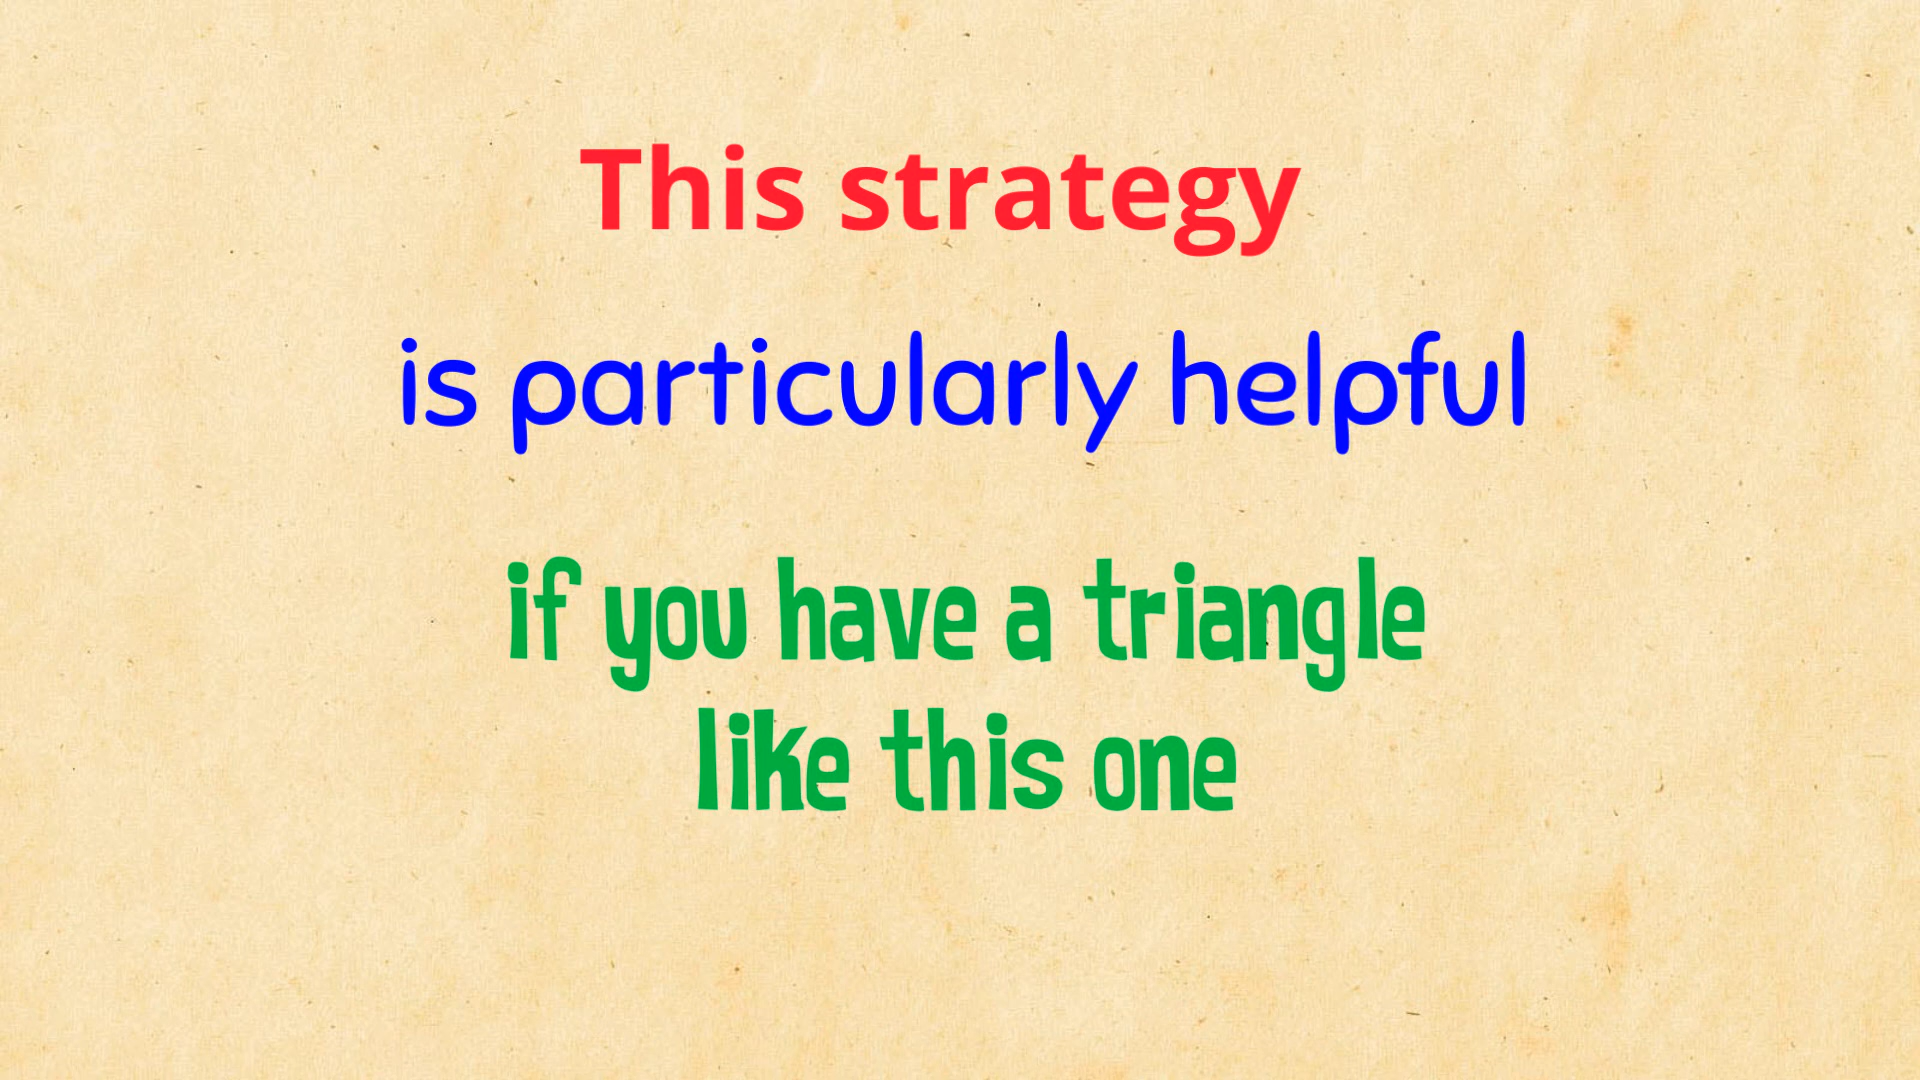 This strategy
is particularly helpful
if you have a triangle
like this one